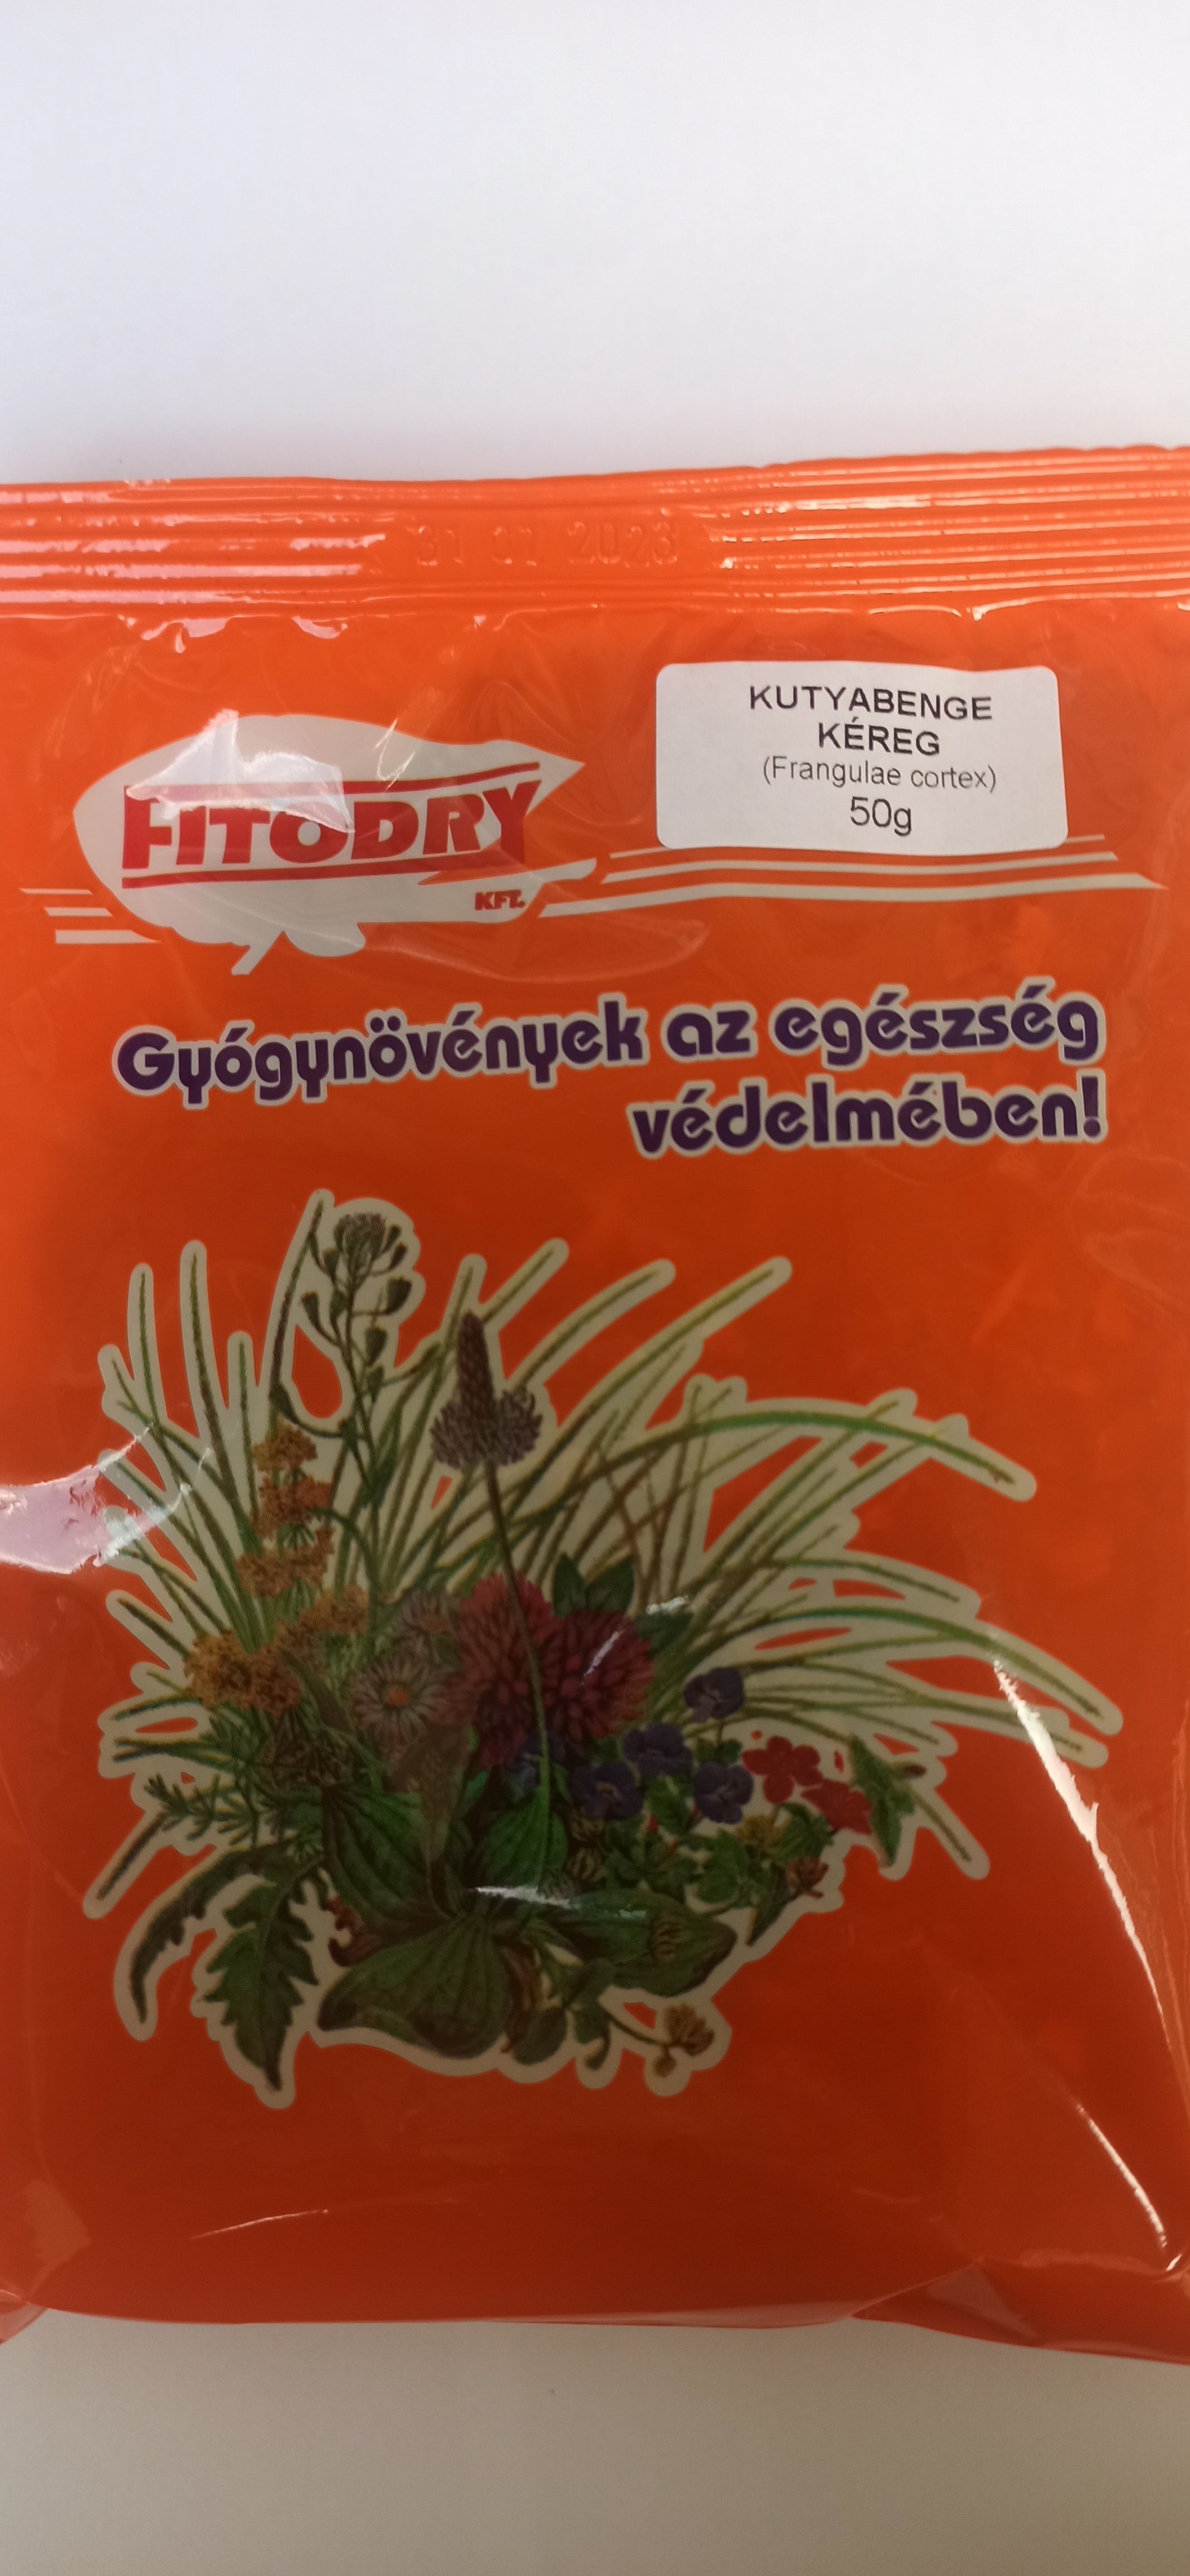 31 01 2023
KUTYABENGE
KÉREG
(Frangulae cortex)
50g
FITODRY
KFT.
Gyógynövények az egészség
védelmében!